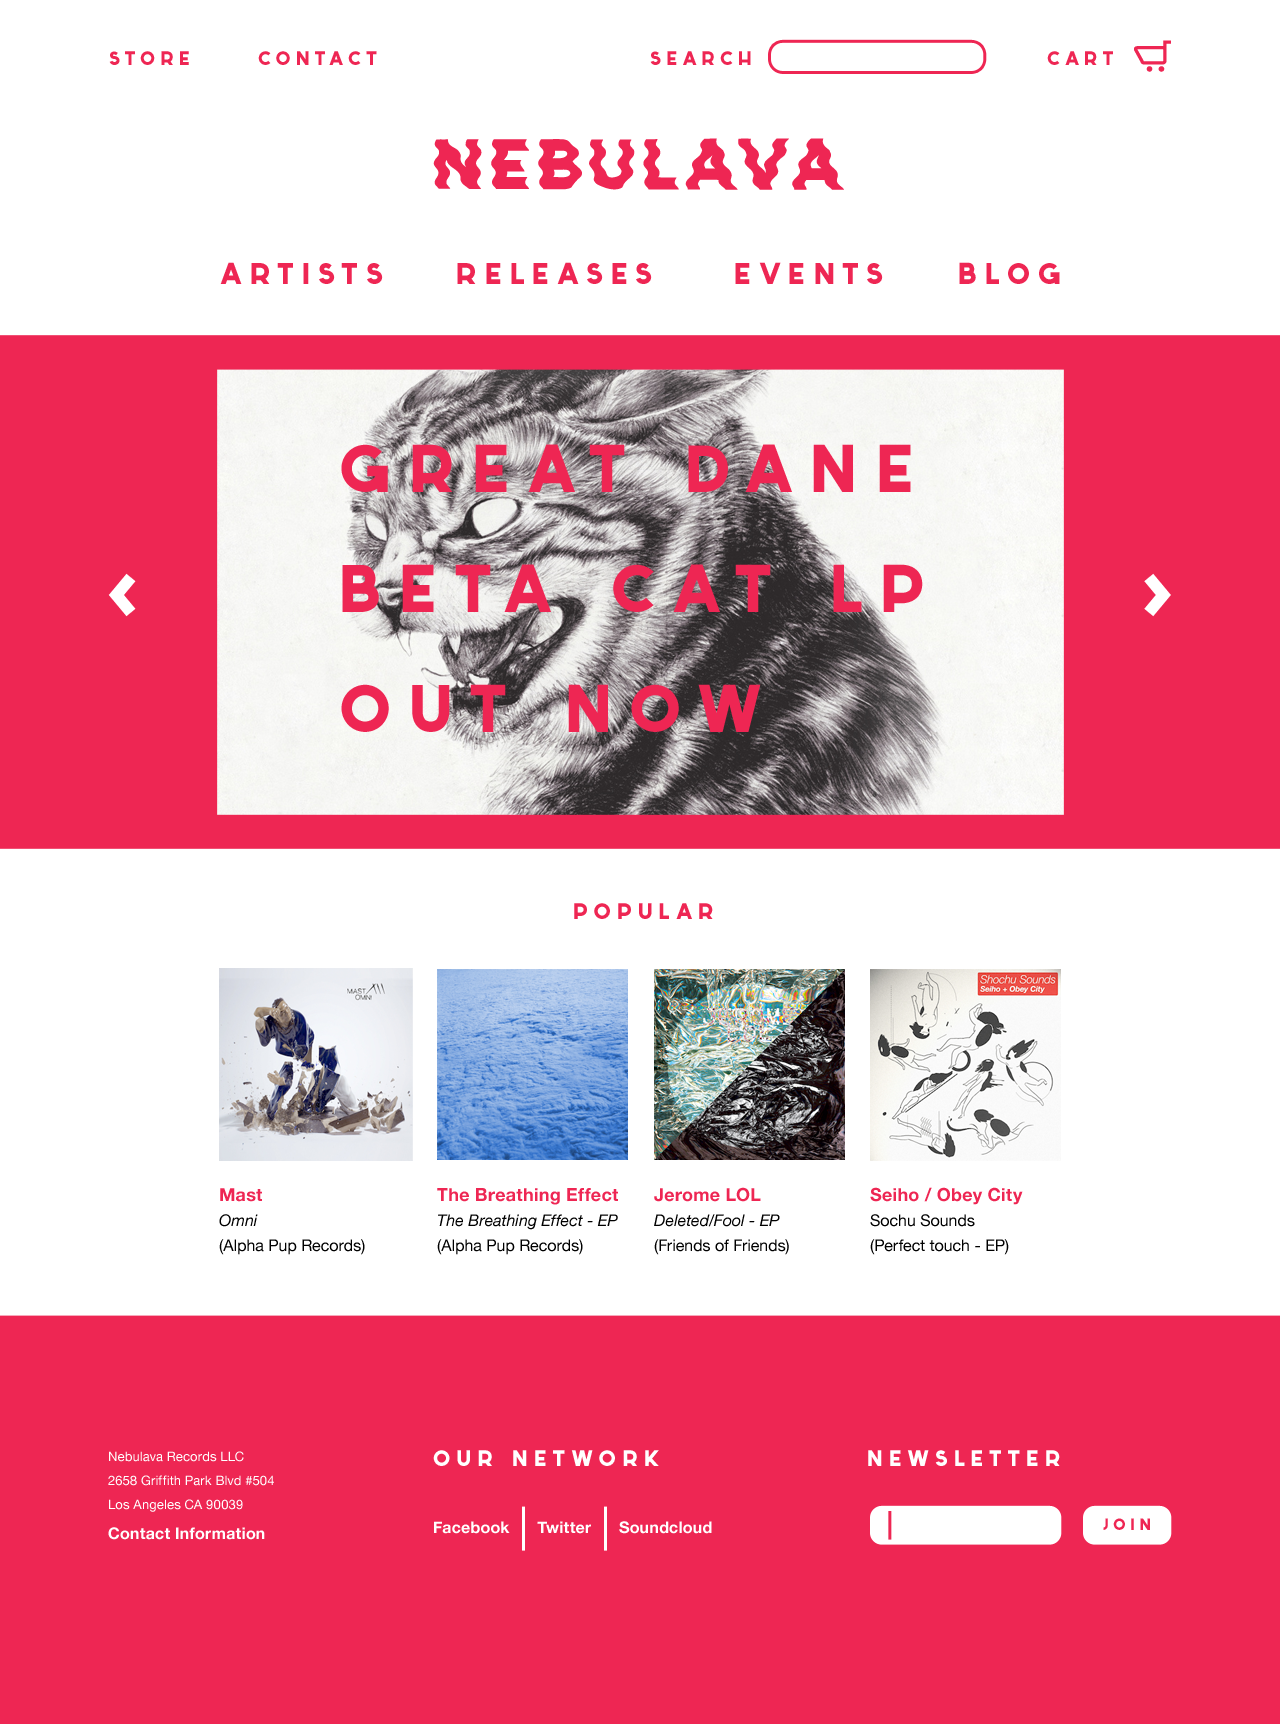 STORE CONTACT SEARCH CART
NEBULAVA
ARTISTS RELEASES EVENTS BLOG
GREAT DANE
BETA CAT LP
OUT NOW
POPULAR
MAST
OMNI
Shochu Sounds
Seiho + Obey City
Mast
Omni
(Alpha Pup Records)
The Breathing Effect
The Breathing Effect - EP
(Alpha Pup Records)
Jerome LOL
Deleted/Fool - EP
(Friends of Friends)
Seiho / Obey City
Sochu Sounds
(Perfect touch - EP)
Nebulava Records LLC
2658 Griffith Park Blvd #504
Los Angeles CA 90039
Contact Information
OUR NETWORK
Facebook Twitter Soundcloud
NEWSLETTER
JOIN